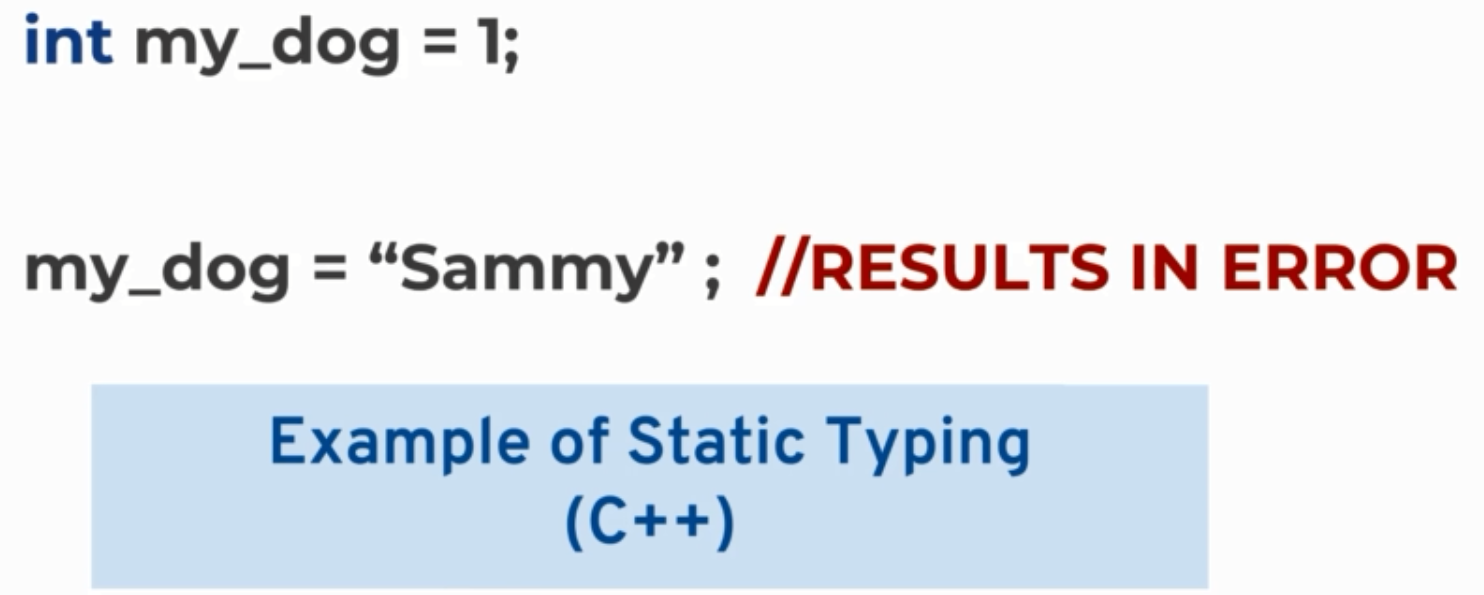 int my_dog = 1;
my_dog = “Sammy” ; //RESULTS IN ERROR
Example of Static Typing
(C++)